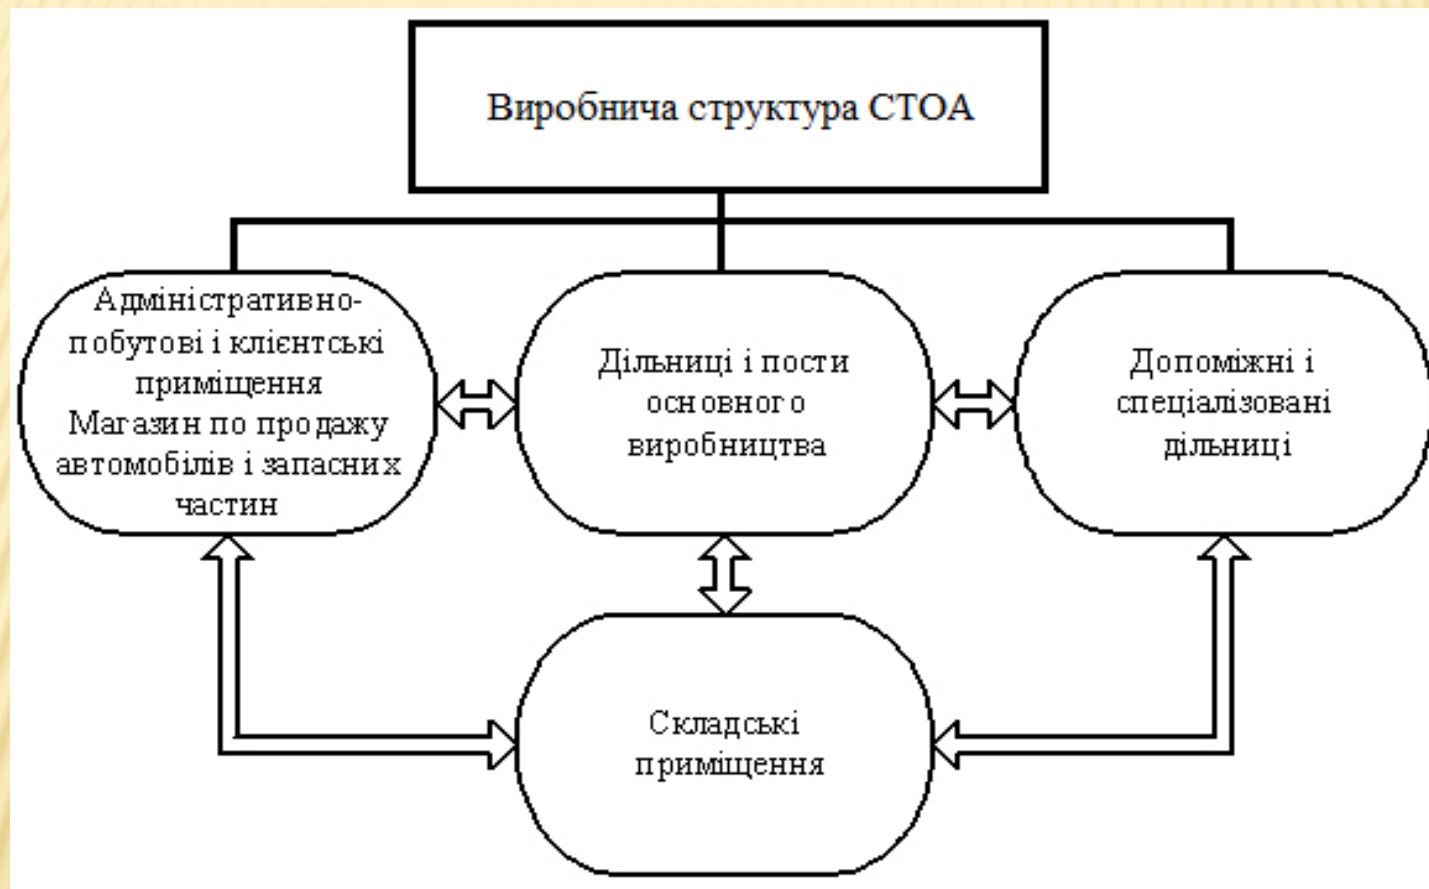 Виробнича структура СТОА
Адміністративно-
побутові і клієнтські
приміщення
Магазин по продажу
автомобілів і запасних
частин
Дільниці і пости
основного
виробництва
Допоміжні і
спеціалізовані
дільниці
Складські
приміщення